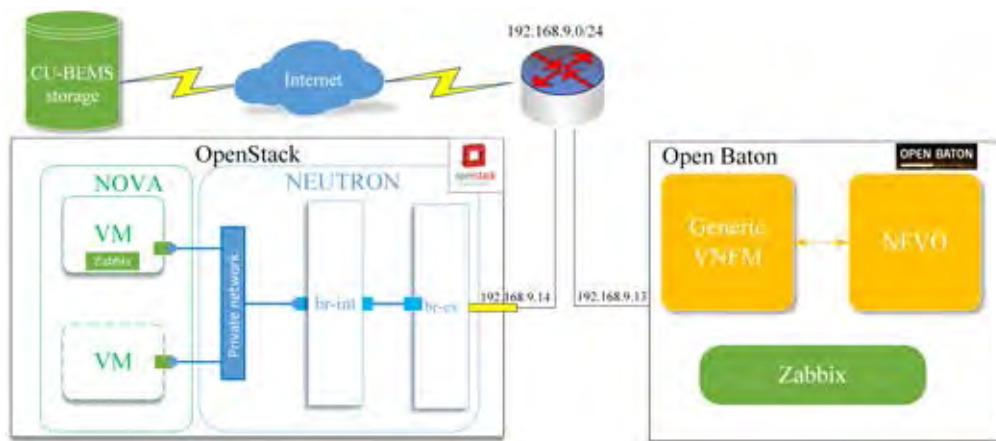 192.168.9.0/24
CU-BEMS
storage
Internet
OpenStack
openstack
NOVA
NEUTRON
VM
Zabbix
VM
Private network
br-int
br-ex
192.168.9.14
192.168.9.13
Open Baton
OPEN BATON
Generic
VNFM
NFVO
Zabbix